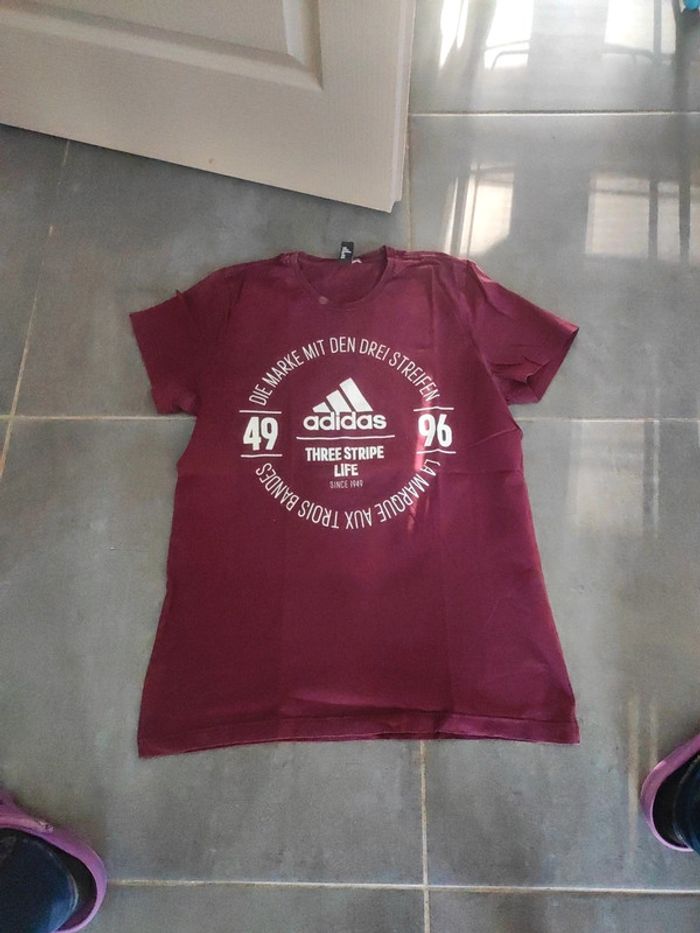 DIE MARKE MIT DEN DREI STREIFEN
adidas
49
96
THREE STRIPE
LIFE
SINCE 1949
LA MARQUE AUX TROIS BANDES